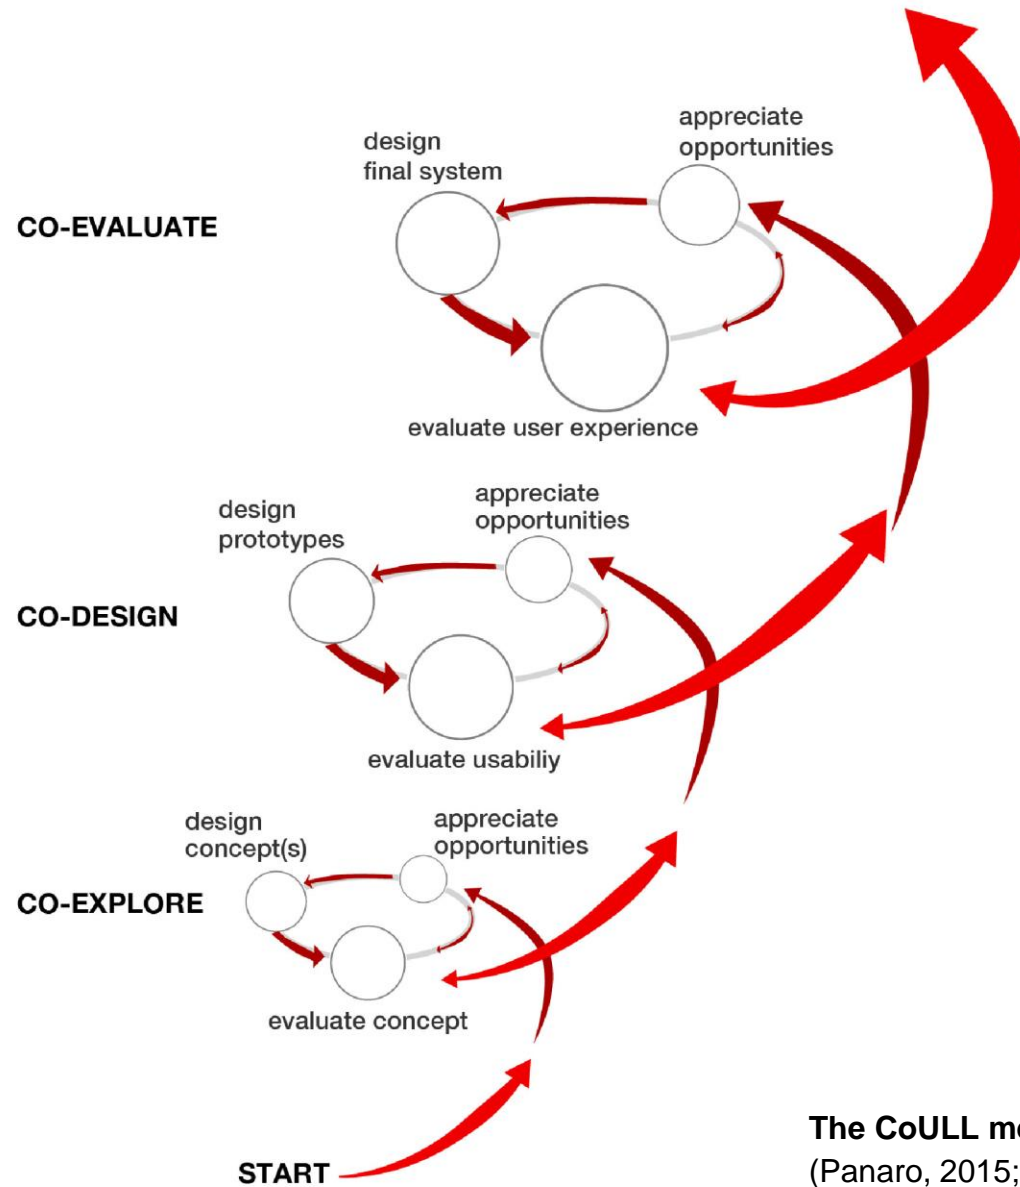 appreciate
opportunities
design
final system
CO-EVALUATE
evaluate user experience
appreciate
opportunities
design
prototypes
CO-DESIGN
evaluate usabiliy
appreciate
opportunities
design
concept(s)
CO-EXPLORE
evaluate concept
START
The CoULL
(Panaro, 2015;